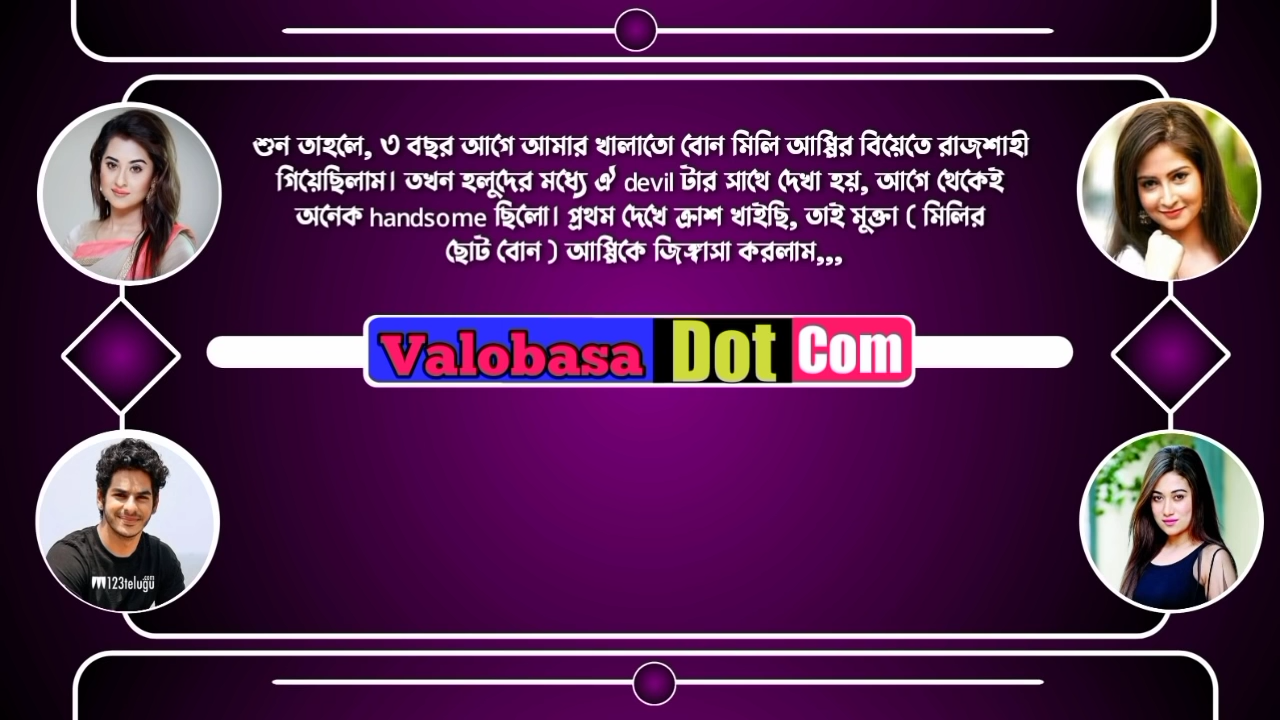 শুন তাহলে, ৩ বছর আগে আমার খালাতো বোন মিলি আপ্পির বিয়েতে রাজশাহী
গিয়েছিলাম। তখন হলুদের মধ্যে ঐ devil টার সাথে দেখা হয়, আগে থেকেই
অনেক handsome ছিলো। প্রথম দেখে ক্রাশ খাইছি, তাই মুক্তা ( মিলির
ছোট বোন ) আপ্পিকে জিঙ্গাসা করলাম,,,
Valobasa Dot Com
123telugu.com